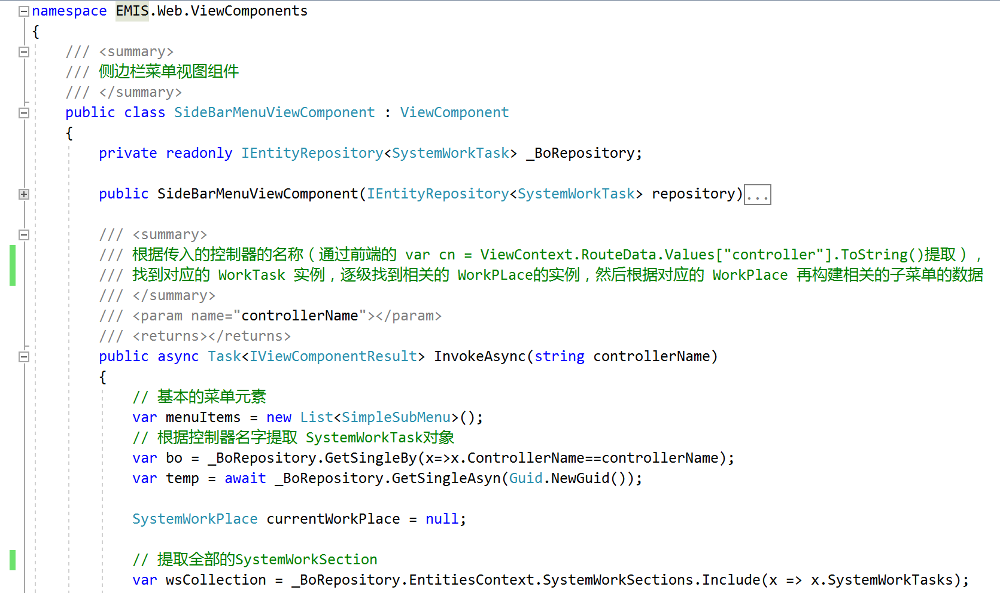 namespace EMIS.Web.ViewComponents
{
/// <summary>
/// 侧边栏菜单视图组件
/// </summary>
public class SideBarMenuViewComponent : ViewComponent
{
private readonly IEntityRepository<SystemWorkTask> _BoRepository;
public SideBarMenuViewComponent(IEntityRepository<SystemWorkTask> repository)...
/// <summary>
/// 根据传入的控制器的名称（通过前端的 var cn = ViewContext.RouteData.Values["controller"].ToString()提取），
/// 找到对应的 WorkTask 实例，逐级找到相关的 WorkPLace的实例，然后根据对应的 WorkPlace 再构建相关的子菜单的数据
/// </summary>
/// <param name="controllerName"></param>
/// <returns></returns>
public async Task<IViewComponentResult> InvokeAsync(string controllerName)
{
// 基本的菜单元素
var menuItems = new List<SimpleSubMenu>();
// 根据控制器名字提取 SystemWorkTask对象
var bo = _BoRepository.GetSingleBy(x=>x.ControllerName==controllerName);
var temp = await _BoRepository.GetSingleAsyn(Guid.NewGuid());
SystemWorkPlace currentWorkPlace = null;
// 提取全部的SystemWorkSection
var wsCollection = _BoRepository.EntitiesContext.SystemWorkSections.Include(x => x.SystemWorkTasks);